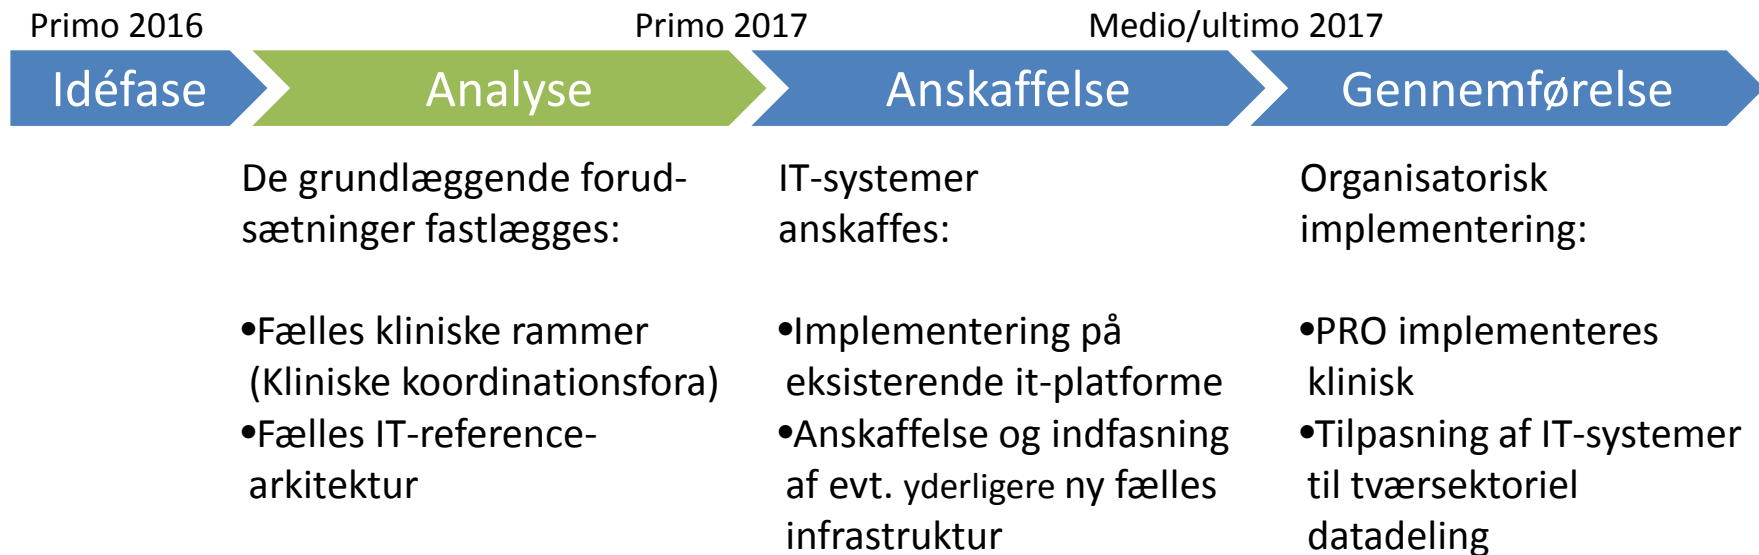 Primo 2016
Primo 2017
Medio/ultimo 2017
Idéfase
Analyse
Anskaffelse
Gennemførelse
De grundlæggende forud-
sætninger fastlægges:
•Fælles kliniske rammer
(Kliniske koordinationsfora)
•Fælles IT-reference-
arkitektur
IT-systemer
anskaffes:
•Implementering på
eksisterende it-platforme
•Anskaffelse og indfasning
af evt. yderligere ny fælles
infrastruktur
Organisatorisk
implementering:
•PRO implementeres
klinisk
•Tilpasning af IT-systemer
til tværsektoriel
datadeling